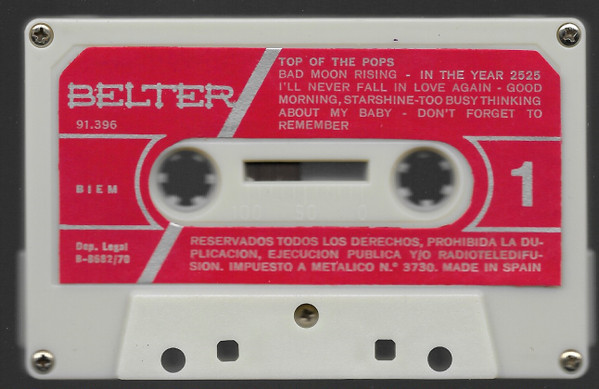 TOP OF THE POPS
BAD MOON RISING - IN THE YEAR 2525
I'LL NEVER FALL IN LOVE AGAIN - GOOD
MORNING, STARSHINE-TOO BUSY THINKING
ABOUT MY BABY - DON'T FORGET TO
REMEMBER
BELTER
91.396
BIEM
1
Dep. Legal
B-8682/70
RESERVADOS TODOS LOS DERECHOS, PROHIBIDA LA DU-
PLICACION, EJECUCION PUBLICA Y/O RADIOTELEDIFU-
SION. IMPUESTO A METALICO N.º 3730. MADE IN SPAIN